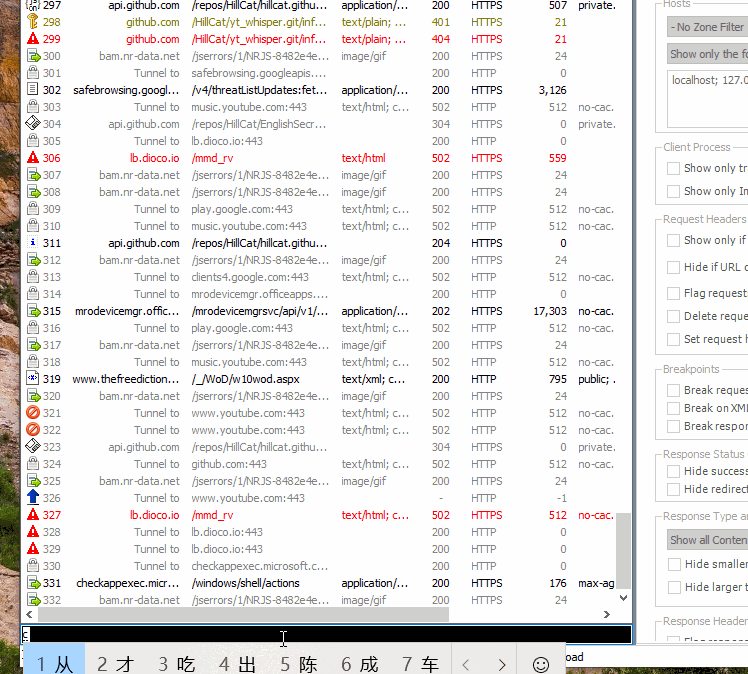 297 api.github.com /repos/HillCat/hillcat.githu... application/... 200 HTTPS 507 private.
298 github.com /HillCat/yt_whisper.git/inf... text/plain; ... 401 HTTPS 21
299 github.com /HillCat/yt_whisper.git/inf... text/plain; ... 404 HTTPS 21
300 bam.nr-data.net /jserrors/1/NRJS-8482e4e... image/gif 200 HTTPS 24
301 Tunnel to safebrowsing.googleapis.... 200 HTTP 0
302 safebrowsing.googl... /v4/threatListUpdates:fet... application/... 200 HTTPS 3,126
303 Tunnel to music.youtube.com:443 text/html; c... 502 HTTP 512 no-cac.
304 api.github.com /repos/HillCat/EnglishSecr... 304 HTTPS 0 private.
305 Tunnel to lb.dioco.io:443 200 HTTP 0
306 lb.dioco.io /mmd_rv text/html 502 HTTPS 559
307 bam.nr-data.net /jserrors/1/NRJS-8482e4e... image/gif 200 HTTPS 24
308 bam.nr-data.net /jserrors/1/NRJS-8482e4e... image/gif 200 HTTPS 24
309 Tunnel to play.google.com:443 text/html; c... 502 HTTP 512 no-cac.
310 Tunnel to music.youtube.com:443 text/html; c... 502 HTTP 512 no-cac.
311 api.github.com /repos/HillCat/hillcat.githu... 204 HTTPS 0
312 bam.nr-data.net /jserrors/1/NRJS-8482e4e... image/gif 200 HTTPS 24
313 Tunnel to clients4.google.com:443 text/html; c... 502 HTTP 512 no-cac.
314 Tunnel to mrodevicemgr.officeapps.... 200 HTTP 0
315 mrodevicemgr.offic... /mrodevicemgrsvc/api/v1/... application/... 202 HTTPS 17,303 no-cac.
316 Tunnel to play.google.com:443 text/html; c... 502 HTTP 512 no-cac.
317 bam.nr-data.net /jserrors/1/NRJS-8482e4e... image/gif 200 HTTPS 24
318 Tunnel to music.youtube.com:443 text/html; c... 502 HTTP 512 no-cac.
319 www.thefreediction... /_/WoD/w10wod.aspx text/xml; c... 200 HTTP 795 public; .
320 bam.nr-data.net /jserrors/1/NRJS-8482e4e... image/gif 200 HTTPS 24
321 Tunnel to www.youtube.com:443 text/html; c... 502 HTTP 512 no-cac.
322 Tunnel to www.youtube.com:443 text/html; c... 502 HTTP 512 no-cac.
323 api.github.com /repos/HillCat/hillcat.githu... 304 HTTPS 0 private.
324 Tunnel to github.com:443 text/html; c... 502 HTTP 512 no-cac.
325 bam.nr-data.net /jserrors/1/NRJS-8482e4e... image/gif 200 HTTPS 24
326 Tunnel to www.youtube.com:443 - HTTP -1
327 lb.dioco.io /mmd_rv text/html; c... 502 HTTPS 512 no-cac.
328 Tunnel to lb.dioco.io:443 200 HTTP 0
329 Tunnel to lb.dioco.io:443 200 HTTP 0
330 Tunnel to checkappexec.microsoft.c... 200 HTTP 0
331 checkappexec.micr... /windows/shell/actions application/... 200 HTTPS 176 max-ag
332 bam.nr-data.net /jserrors/1/NRJS-8482e4e... image/gif 200 HTTPS 24
c
1 从 2 才 3 吃 4 出 5 陈 6 成 7 车
oad
Hosts
- No Zone Filter
Show only the fo
localhost; 127.0
Client Process
Show only tr
Show only In
Request Headers
Show only if
Hide if URL c
Flag request
Delete reque
Set request h
Breakpoints
Break reque
Break on XM
Break respor
Response Status
Hide succes
Hide redirect
Response Type ar
Show all Conten
Hide smaller
Hide larger t
Response Header